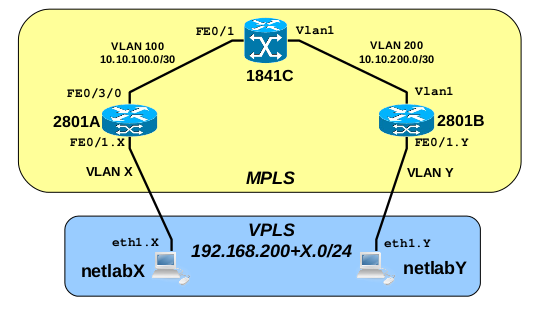 FE0/1
Vlan1
VLAN 100
10.10.100.0/30
VLAN 200
10.10.200.0/30
1841C
FE0/3/0
Vlan1
2801A
2801B
FE0/1.X
FE0/1.Y
VLAN X
MPLS
VLAN Y
VPLS
192.168.200+X.0/24
eth1.X
eth1.Y
netlabX
netlabY